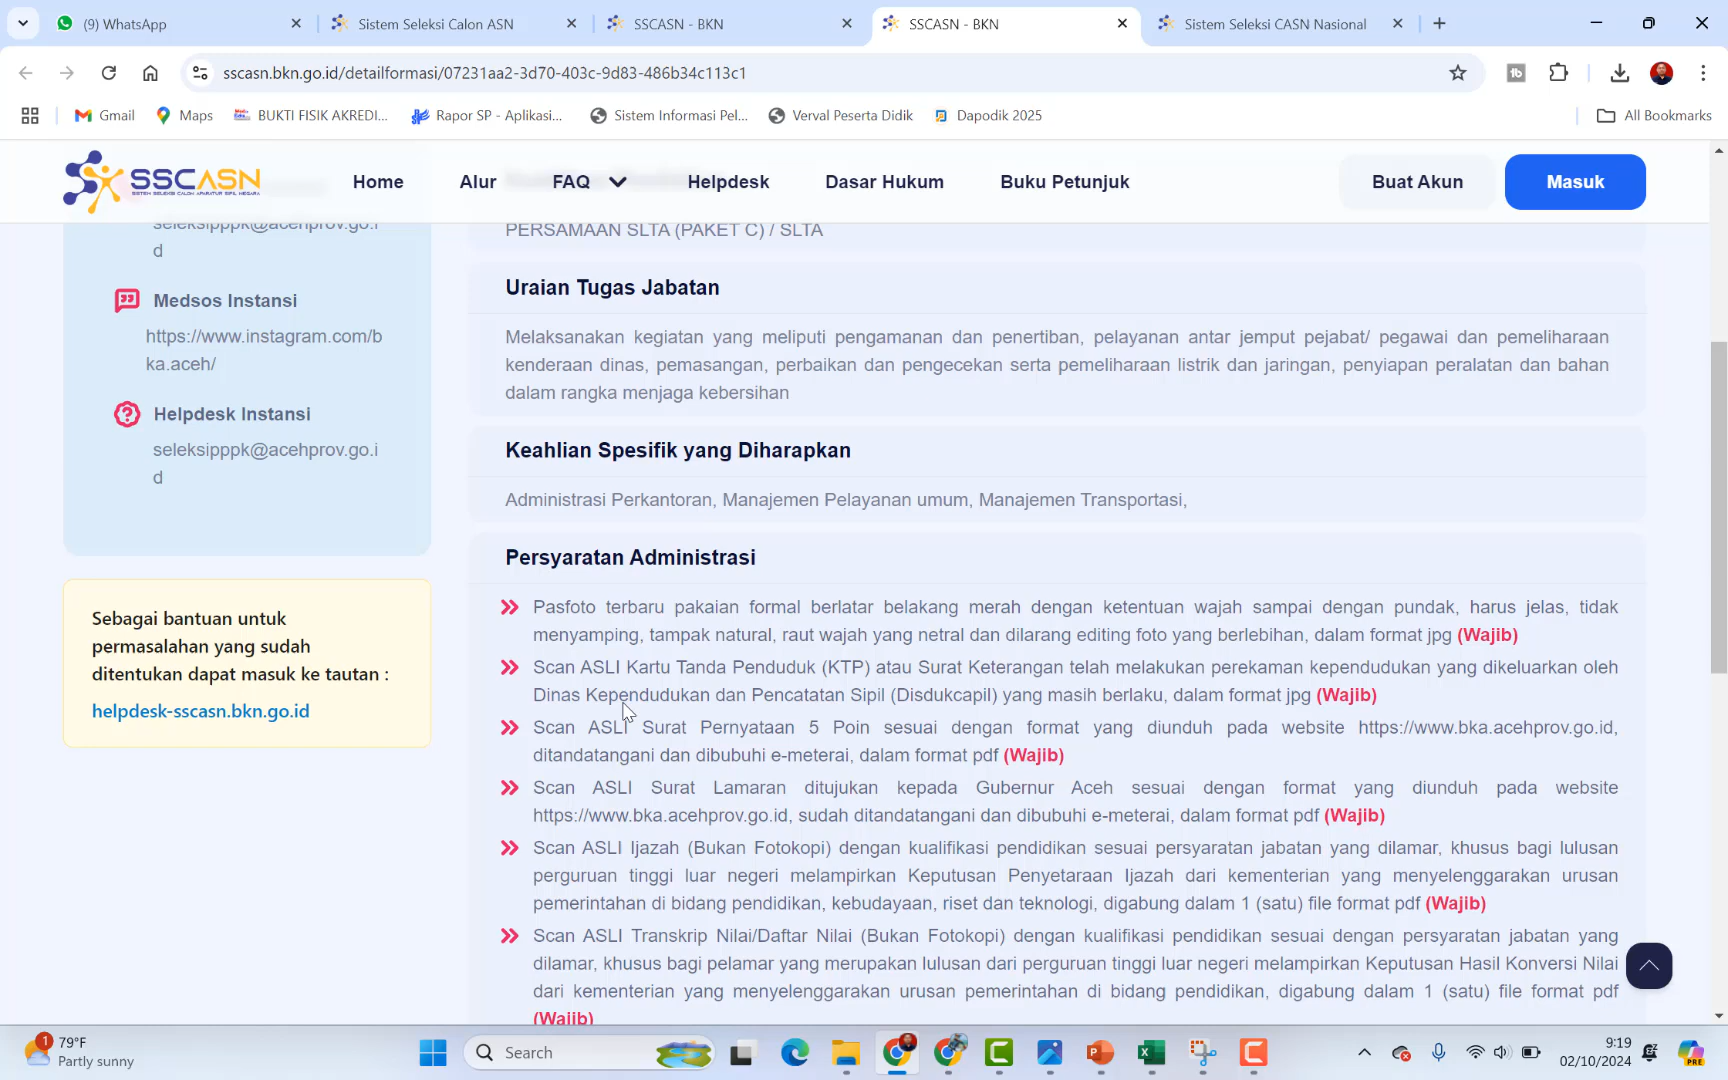 (9) WhatsApp
Sistem Seleksi Calon ASN
SSCASN - BKN
SSCASN - BKN
Sistem Seleksi CASN Nasional
sscasn.bkn.go.id/detailformasi/07231aa2-3d70-403c-9d83-486b34c113c1
Gmail
Maps
BUKTI FISIK AKREDI...
Rapor SP - Aplikasi...
Sistem Informasi Pel...
Verval Peserta Didik
Dapodik 2025
All Bookmarks
SSCASN
SISTEM SELEKSI CALON APARATUR SIPIL NEGARA
Home
Alur
FAQ
Helpdesk
Dasar Hukum
Buku Petunjuk
Buat Akun
Masuk
seleksipppk@acehprov.go.i
d
Medsos Instansi
https://www.instagram.com/b
ka.aceh/
Helpdesk Instansi
seleksipppk@acehprov.go.i
d
Sebagai bantuan untuk
permasalahan yang sudah
ditentukan dapat masuk ke tautan :
helpdesk-sscasn.bkn.go.id
PERSAMAAN SLTA (PAKET C) / SLTA
Uraian Tugas Jabatan
Melaksanakan kegiatan yang meliputi pengamanan dan penertiban, pelayanan antar jemput pejabat/ pegawai dan pemeliharaan
kenderaan dinas, pemasangan, perbaikan dan pengecekan serta pemeliharaan listrik dan jaringan, penyiapan peralatan dan bahan
dalam rangka menjaga kebersihan
Keahlian Spesifik yang Diharapkan
Administrasi Perkantoran, Manajemen Pelayanan umum, Manajemen Transportasi,
Persyaratan Administrasi
Pasfoto terbaru pakaian formal berlatar belakang merah dengan ketentuan wajah sampai dengan pundak, harus jelas, tidak
menyamping, tampak natural, raut wajah yang netral dan dilarang editing foto yang berlebihan, dalam format jpg (Wajib)
Scan ASLI Kartu Tanda Penduduk (KTP) atau Surat Keterangan telah melakukan perekaman kependudukan yang dikeluarkan oleh
Dinas Kependudukan dan Pencatatan Sipil (Disdukcapil) yang masih berlaku, dalam format jpg (Wajib)
Scan ASLI Surat Pernyataan 5 Poin sesuai dengan format yang diunduh pada website https://www.bka.acehprov.go.id,
ditandatangani dan dibubuhi e-meterai, dalam format pdf (Wajib)
Scan ASLI Surat Lamaran ditujukan kepada Gubernur Aceh sesuai dengan format yang diunduh pada website
https://www.bka.acehprov.go.id, sudah ditandatangani dan dibubuhi e-meterai, dalam format pdf (Wajib)
Scan ASLI Ijazah (Bukan Fotokopi) dengan kualifikasi pendidikan sesuai persyaratan jabatan yang dilamar, khusus bagi lulusan
perguruan tinggi luar negeri melampirkan Keputusan Penyetaraan Ijazah dari kementerian yang menyelenggarakan urusan
pemerintahan di bidang pendidikan, kebudayaan, riset dan teknologi, digabung dalam 1 (satu) file format pdf (Wajib)
Scan ASLI Transkrip Nilai/Daftar Nilai (Bukan Fotokopi) dengan kualifikasi pendidikan sesuai dengan persyaratan jabatan yang
dilamar, khusus bagi pelamar yang merupakan lulusan dari perguruan tinggi luar negeri melampirkan Keputusan Hasil Konversi Nilai
dari kementerian yang menyelenggarakan urusan pemerintahan di bidang pendidikan, digabung dalam 1 (satu) file format pdf
(Wajib)
1
79°F
Partly sunny
Search
PRE
9:19
02/10/2024